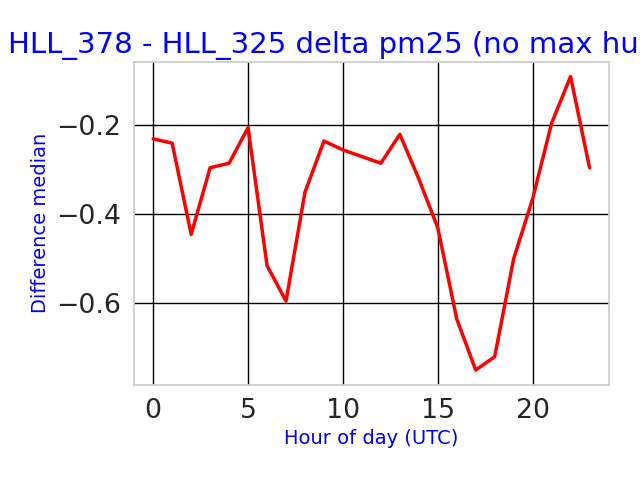 HLL_378 - HLL_325 delta pm25 (no max hu
Difference median
−0.2
−0.4
−0.6
0 5 10 15 20
Hour of day (UTC)